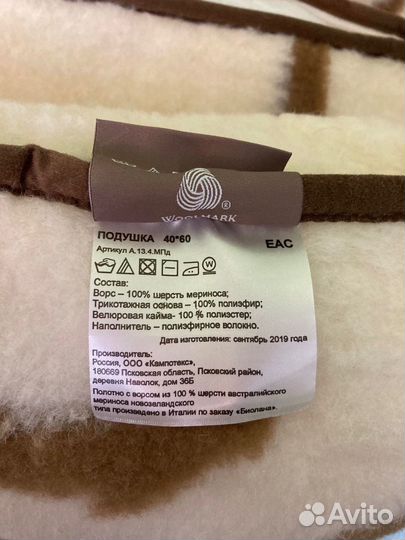 WOOLMARK
ПОДУШКА 40*60 EAC
Артикул А.13.4.МПд
Состав:
Ворс – 100% шерсть мериноса;
Трикотажная основа – 100% полиэфир;
Велюровая кайма- 100 % полиэстер;
Наполнитель – полиэфирное волокно.
Дата изготовления: сентябрь 2019 года
Производитель:
Россия, ООО «Кампотекс»,
180669 Псковская область, Псковский район,
деревня Наволок, дом 36Б
Полотно с ворсом из 100 % шерсти австралийского
мериноса новозеландского
типа произведено в Италии по заказу «Биолана».
Avito